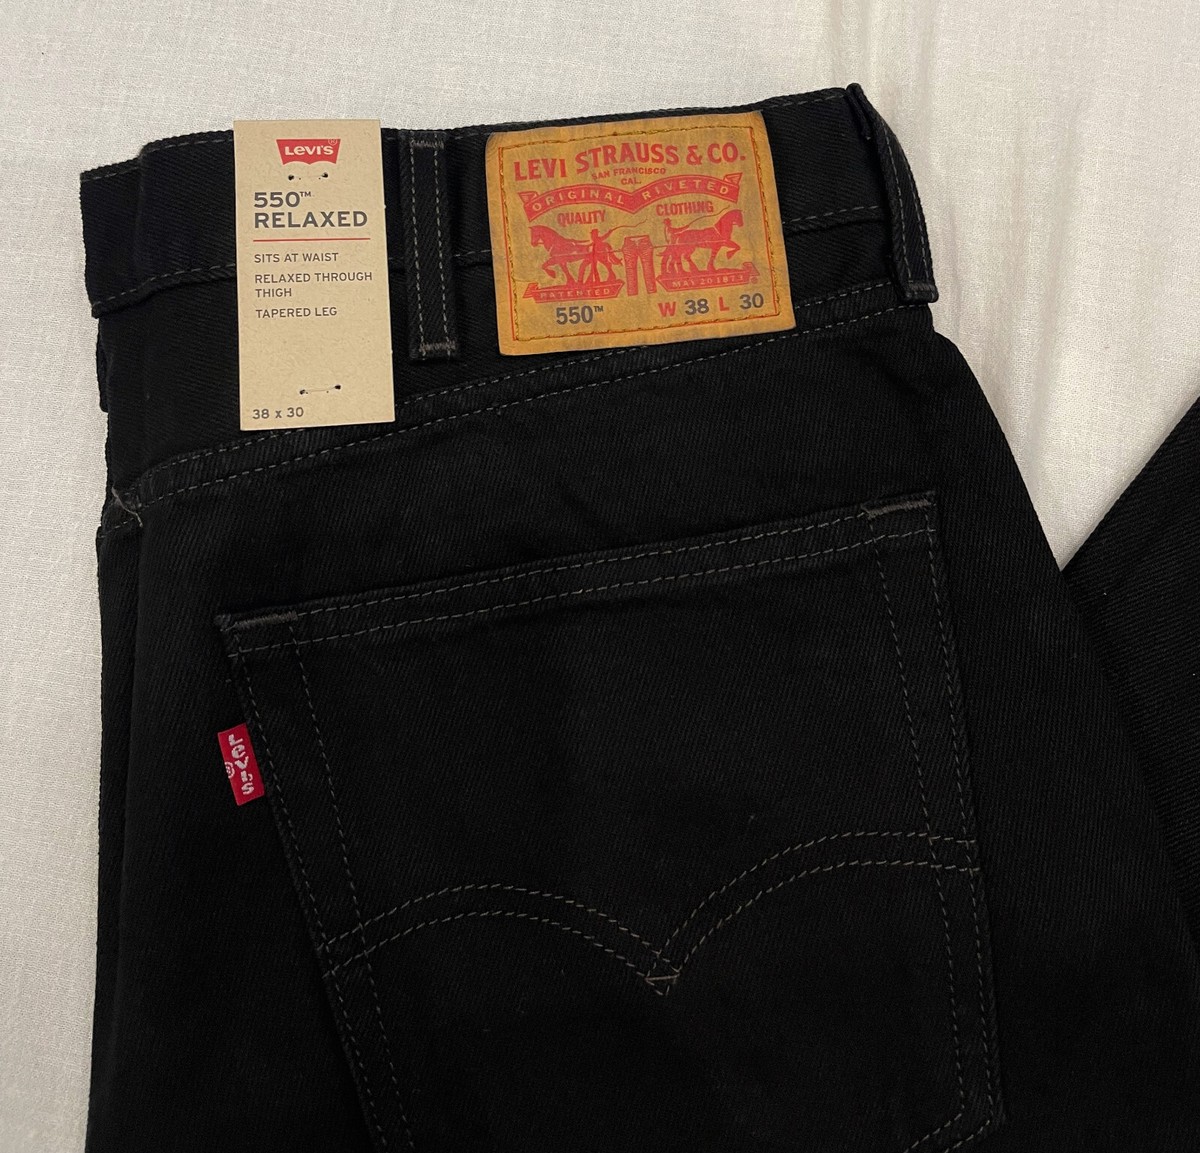 LEVI'S®
550™
RELAXED
SITS AT WAIST
RELAXED THROUGH
THIGH
TAPERED LEG
38 x 30
LEVI STRAUSS & CO.
SAN FRANCISCO
CAL.
ORIGINAL RIVETED
QUALITY CLOTHING
PATENTED MAY 20 1873
550™ W 38 L 30
LEVI'S®